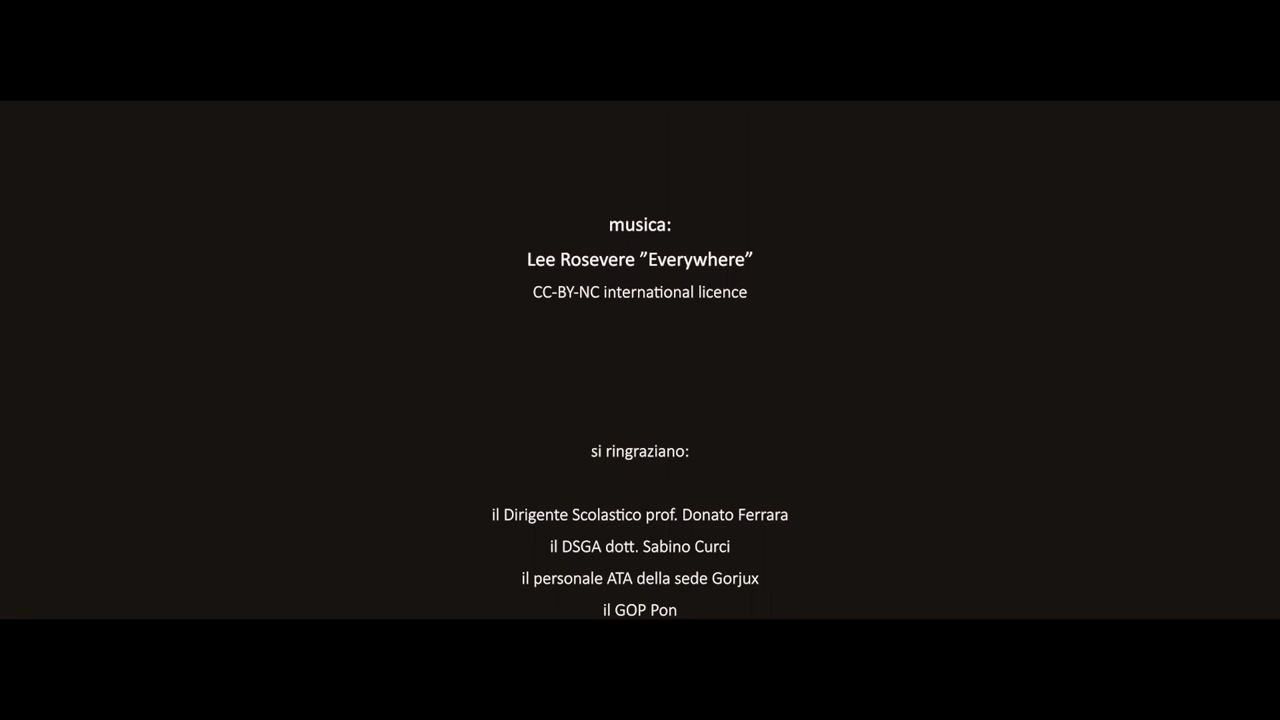 musica:
Lee Rosevere ”Everywhere”
CC-BY-NC international licence
si ringraziano:
il Dirigente Scolastico prof. Donato Ferrara
il DSGA dott. Sabino Curci
il personale ATA della sede Gorjux
il GOP Pon